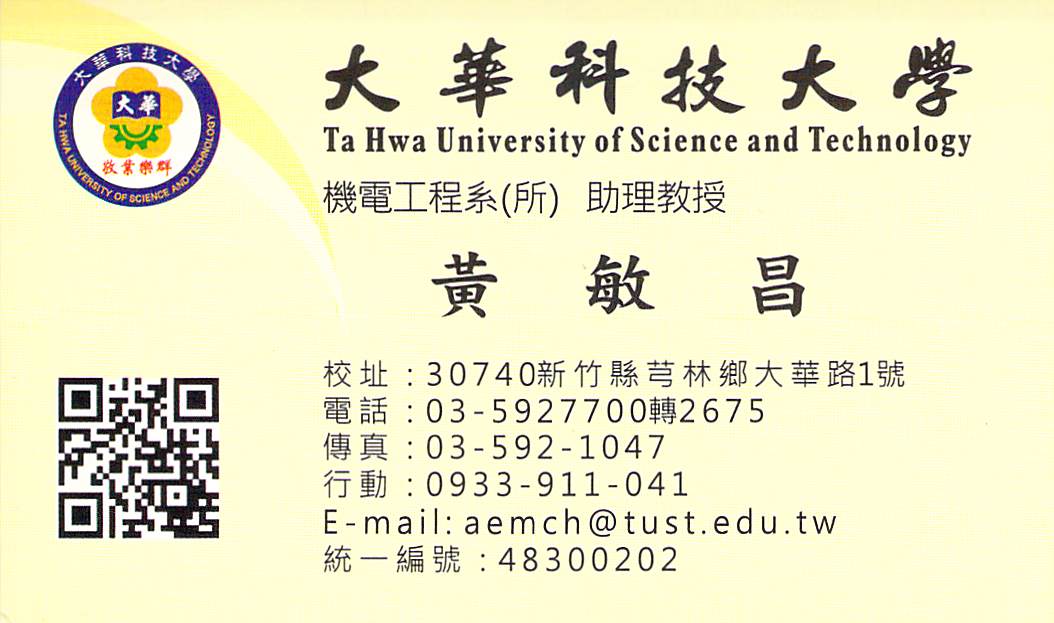 大華科技大學
TA HWA UNIVERSITY OF SCIENCE AND TECHNOLOGY
大華
敬業樂群
大華科技大學
Ta Hwa University of Science and Technology
機電工程系(所) 助理教授
黃敏昌
校址:30740新竹縣芎林鄉大華路1號
電話:03-5927700轉2675
傳真:03-592-1047
行動:0933-911-041
E-mail: aemch@tust.edu.tw
統一編號:48300202